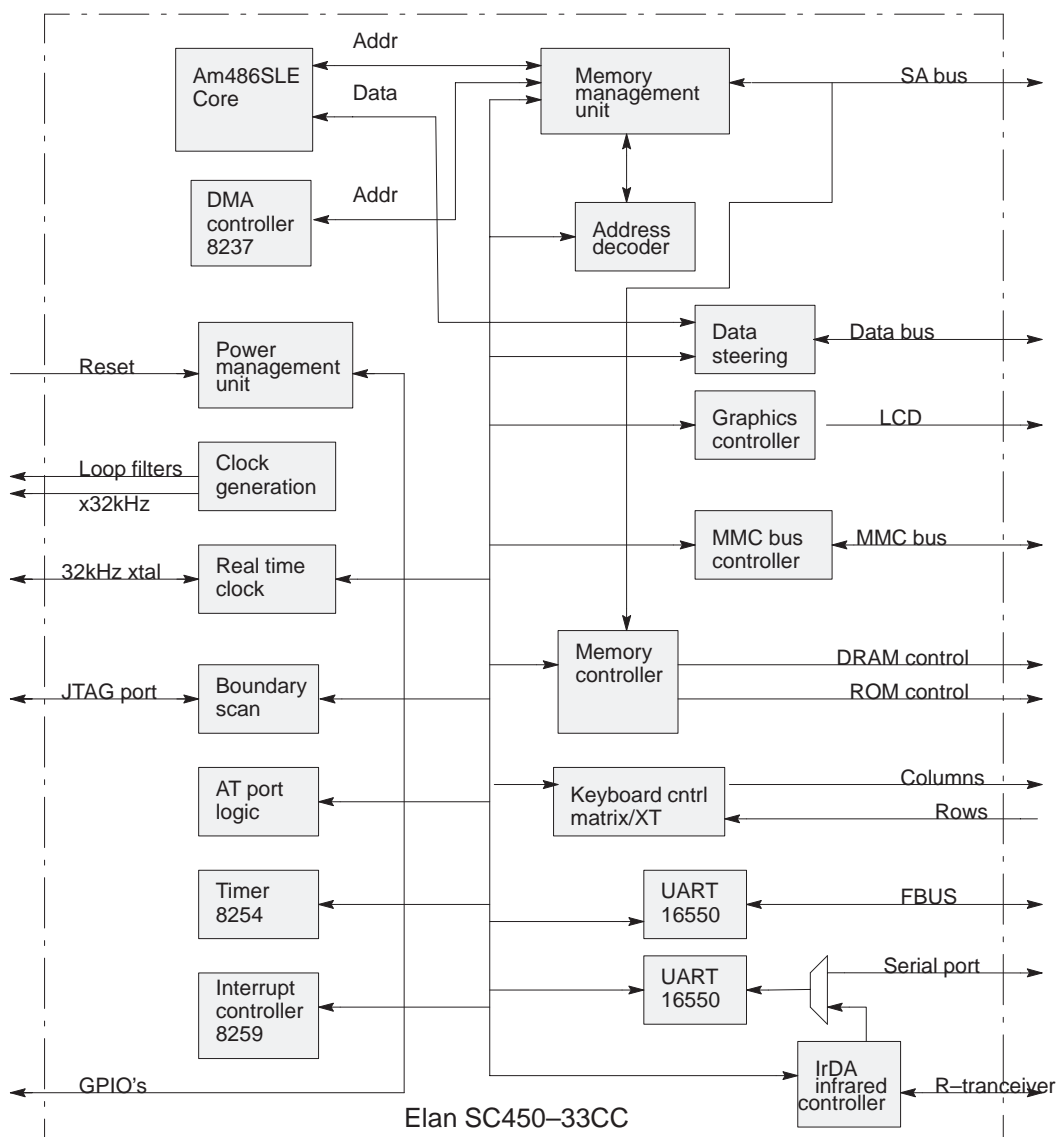 Addr
Am486SLE
Core
Memory
management
unit
SA bus
Data
DMA
controller
8237
Addr
Address
decoder
Reset
Power
management
unit
Data
steering
Data bus
Graphics
controller
LCD
Loop filters
x32kHz
Clock
generation
MMC bus
controller
MMC bus
32kHz xtal
Real time
clock
Memory
controller
DRAM control
ROM control
JTAG port
Boundary
scan
AT port
logic
Keyboard cntrl
matrix/XT
Columns
Rows
Timer
8254
UART
16550
FBUS
Interrupt
controller
8259
UART
16550
Serial port
IrDA
infrared
controller
R–tranceiver
GPIO's
Elan SC450–33CC